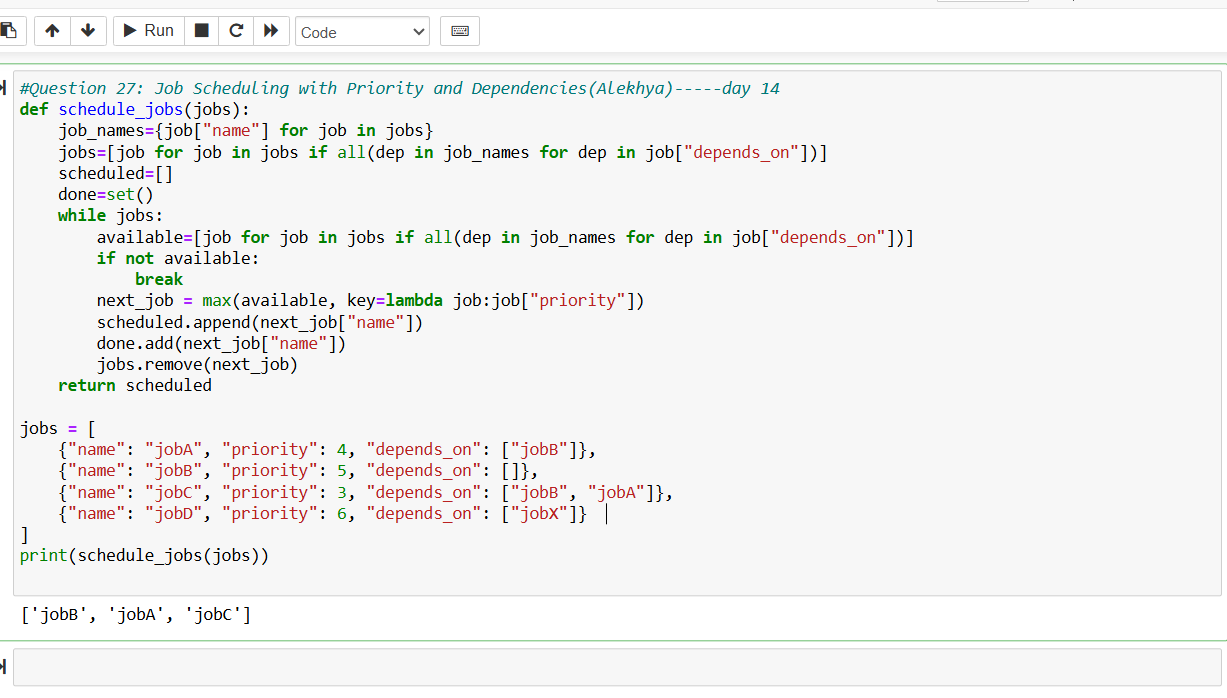 Run
Code
#Question 27: Job Scheduling with Priority and Dependencies(Alekhya)-----day 14
def schedule_jobs(jobs):
    job_names={job["name"] for job in jobs}
    jobs=[job for job in jobs if all(dep in job_names for dep in job["depends_on"])]
    scheduled=[]
    done=set()
    while jobs:
        available=[job for job in jobs if all(dep in job_names for dep in job["depends_on"])]
        if not available:
            break
        next_job = max(available, key=lambda job:job["priority"])
        scheduled.append(next_job["name"])
        done.add(next_job["name"])
        jobs.remove(next_job)
    return scheduled
jobs = [
    {"name": "jobA", "priority": 4, "depends_on": ["jobB"]},
    {"name": "jobB", "priority": 5, "depends_on": []},
    {"name": "jobC", "priority": 3, "depends_on": ["jobB", "jobA"]},
    {"name": "jobD", "priority": 6, "depends_on": ["jobX"]}
]
print(schedule_jobs(jobs))
['jobB', 'jobA', 'jobC']